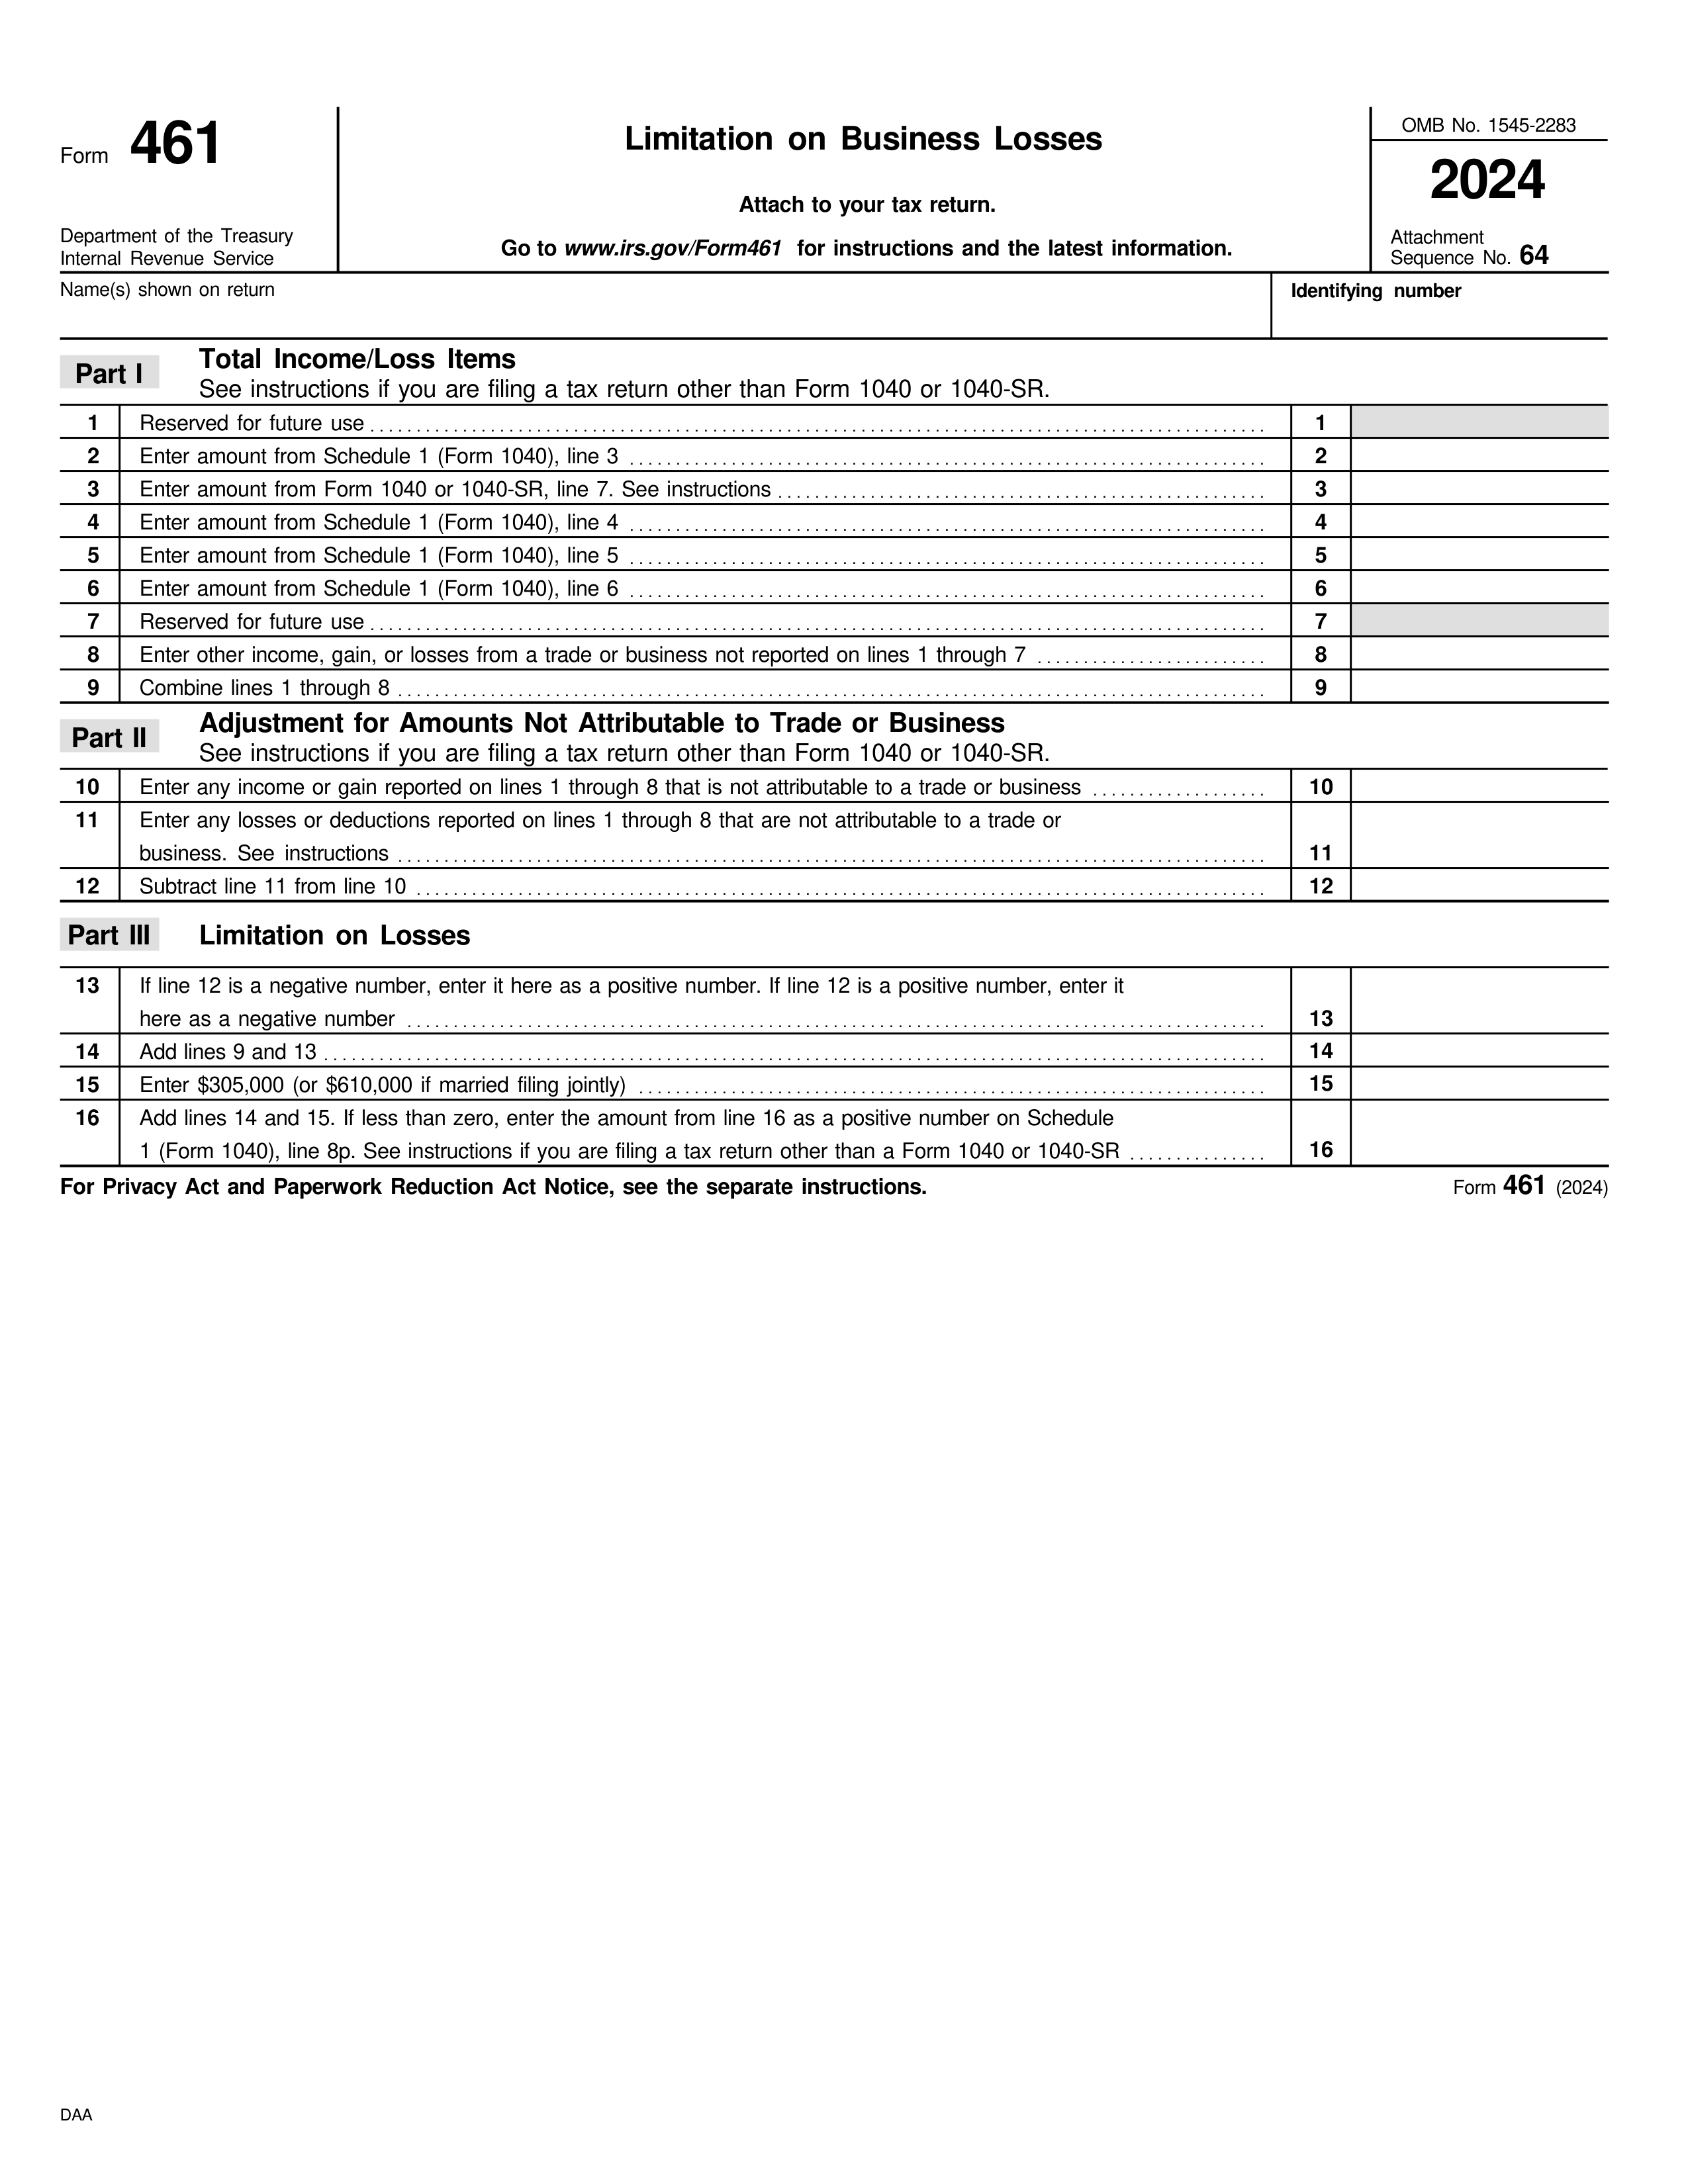 Form 461
Department of the Treasury
Internal Revenue Service
Limitation on Business Losses
Attach to your tax return.
Go to www.irs.gov/Form461 for instructions and the latest information.
OMB No. 1545-2283
2024
Attachment
Sequence No. 64
Name(s) shown on return
Identifying number
Part I
Total Income/Loss Items
See instructions if you are filing a tax return other than Form 1040 or 1040-SR.
1 Reserved for future use 1
2 Enter amount from Schedule 1 (Form 1040), line 3 2
3 Enter amount from Form 1040 or 1040-SR, line 7. See instructions 3
4 Enter amount from Schedule 1 (Form 1040), line 4 4
5 Enter amount from Schedule 1 (Form 1040), line 5 5
6 Enter amount from Schedule 1 (Form 1040), line 6 6
7 Reserved for future use 7
8 Enter other income, gain, or losses from a trade or business not reported on lines 1 through 7 8
9 Combine lines 1 through 8 9
Part II
Adjustment for Amounts Not Attributable to Trade or Business
See instructions if you are filing a tax return other than Form 1040 or 1040-SR.
10 Enter any income or gain reported on lines 1 through 8 that is not attributable to a trade or business 10
11 Enter any losses or deductions reported on lines 1 through 8 that are not attributable to a trade or
business. See instructions 11
12 Subtract line 11 from line 10 12
Part III Limitation on Losses
13 If line 12 is a negative number, enter it here as a positive number. If line 12 is a positive number, enter it
here as a negative number 13
14 Add lines 9 and 13 14
15 Enter $305,000 (or $610,000 if married filing jointly) 15
16 Add lines 14 and 15. If less than zero, enter the amount from line 16 as a positive number on Schedule
1 (Form 1040), line 8p. See instructions if you are filing a tax return other than a Form 1040 or 1040-SR 16
For Privacy Act and Paperwork Reduction Act Notice, see the separate instructions.
Form 461 (2024)
DAA